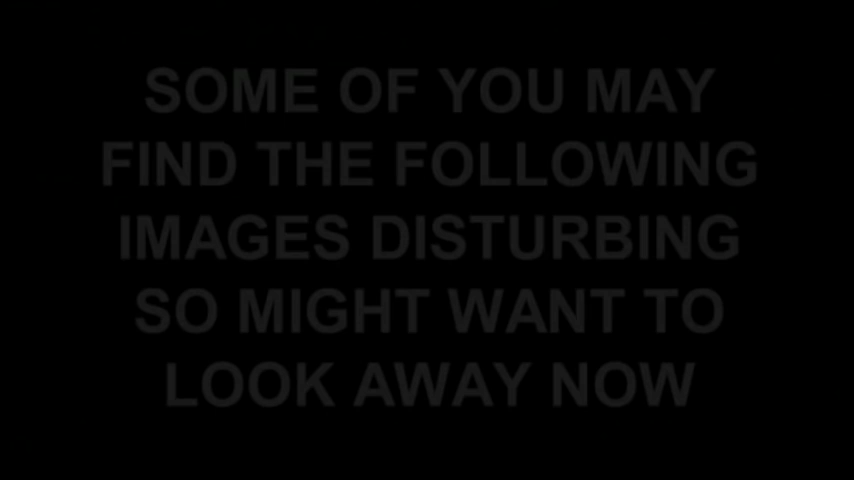 SOME OF YOU MAY
FIND THE FOLLOWING
IMAGES DISTURBING
SO MIGHT WANT TO
LOOK AWAY NOW